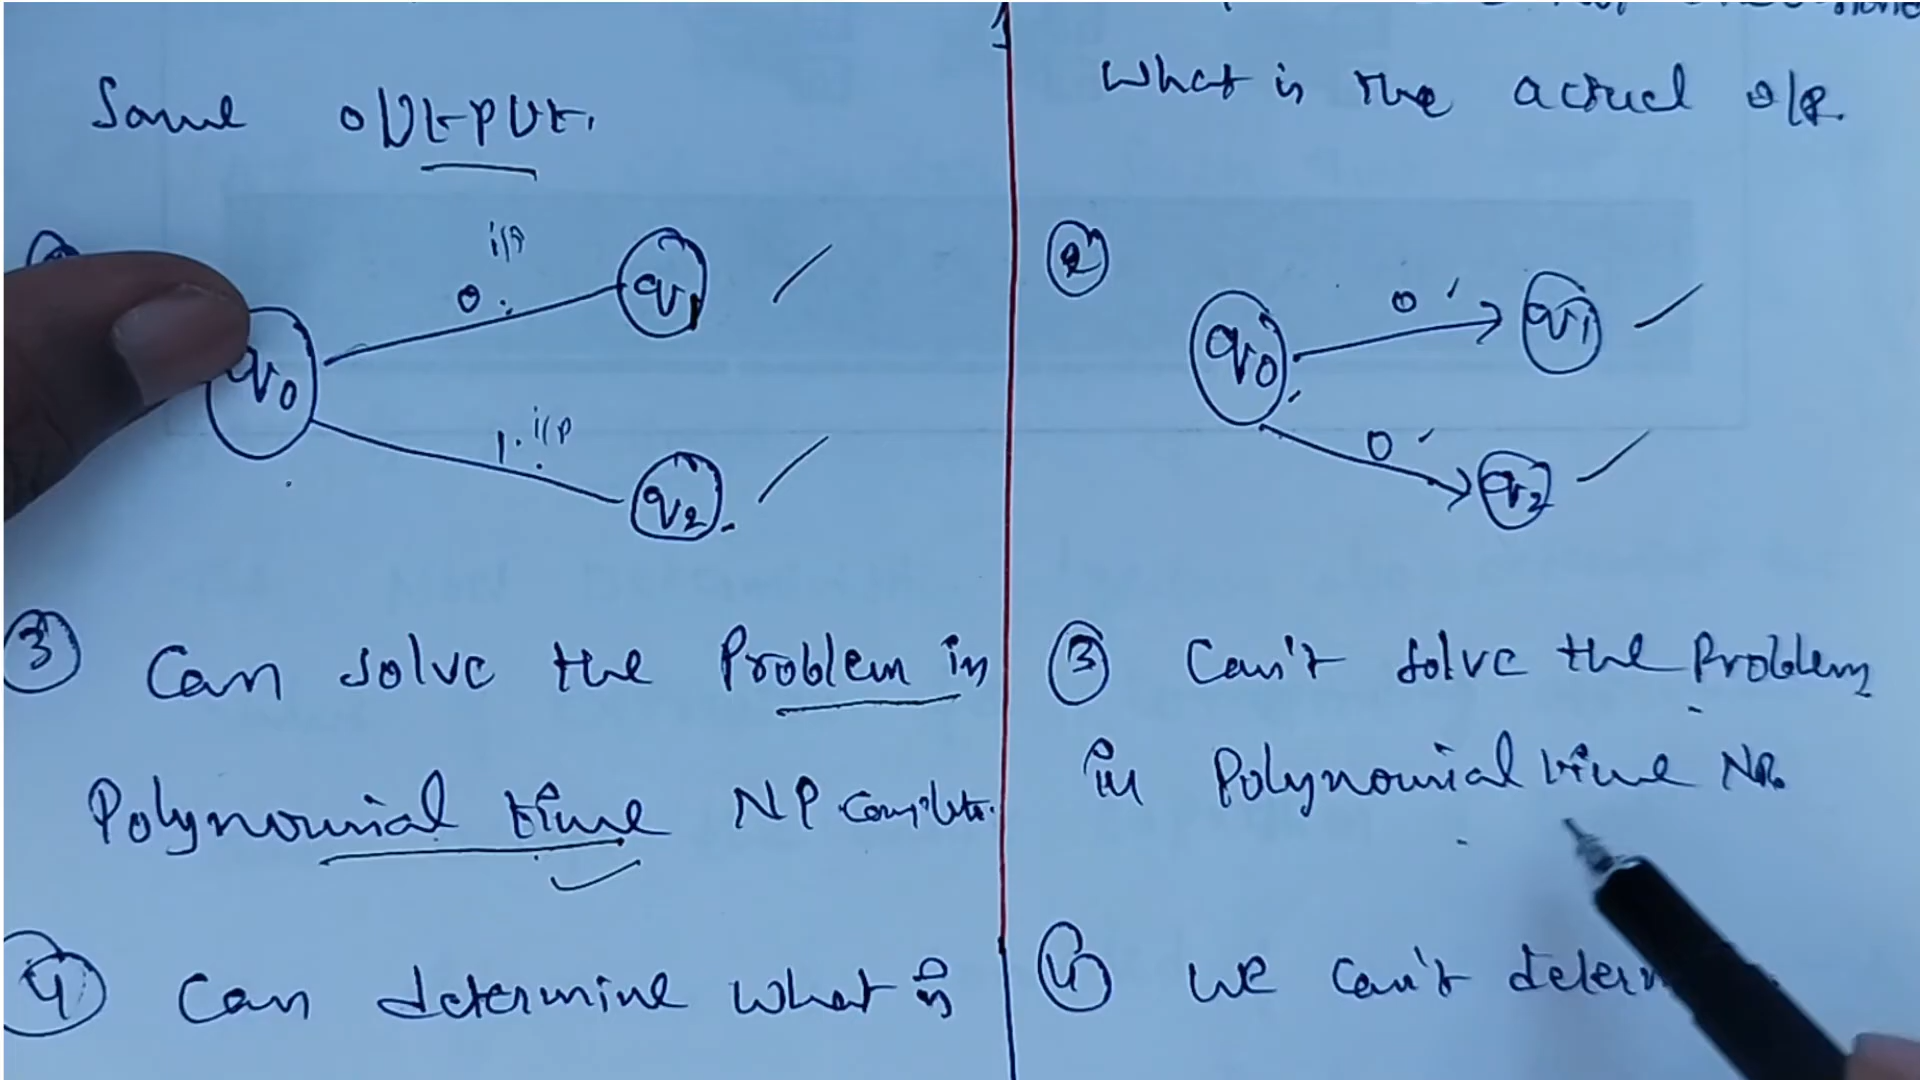 Same output.
i/p
0
q1
q0
1
i/p
q2
3 Can solve the Problem in
Polynomial time NP complete.
4 Can determine what is
What is the actual o/p.
2
q0
0
q1
0
q2
3 Can't solve the Problem
in Polynomial time NP.
4 We can't